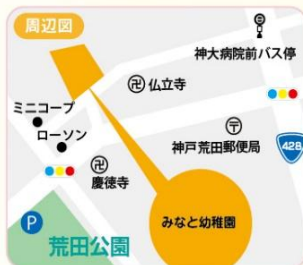 周辺図
神大病院前バス停
卍仏立寺
ミニコープ
ローソン
〒
神戸荒田郵便局
428
卍
慶徳寺
みなと幼稚園
P
荒田公園